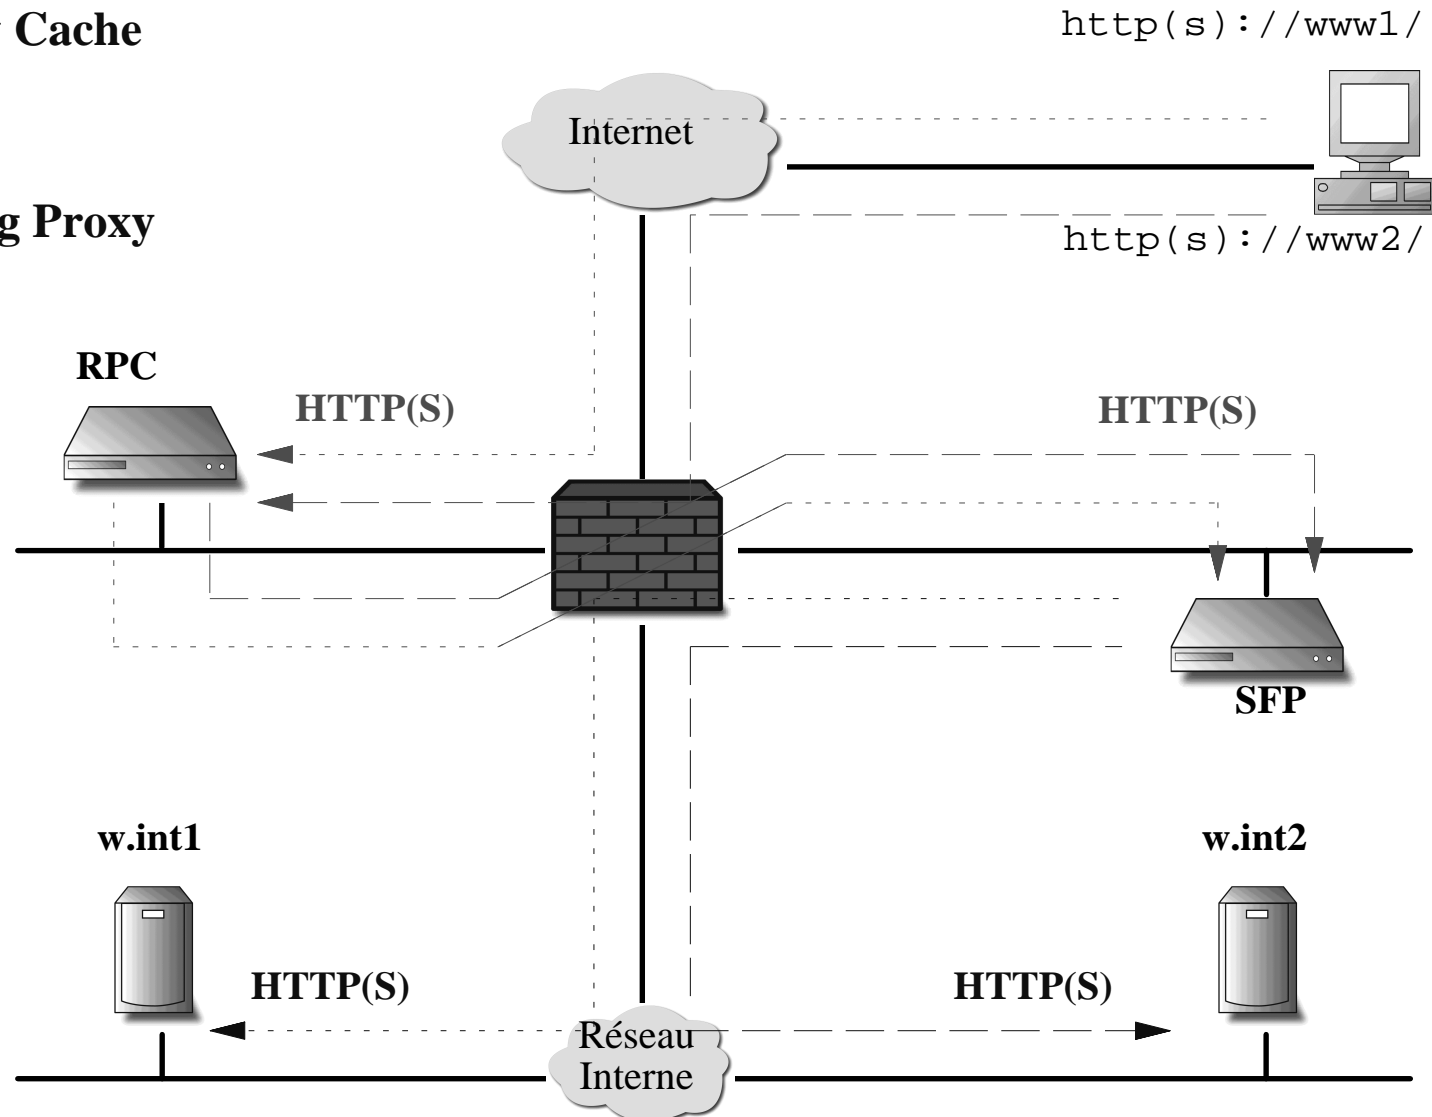 Cache
http(s)://www1/
Internet
g Proxy
http(s)://www2/
RPC
HTTP(S)
HTTP(S)
SFP
w.int1
w.int2
HTTP(S)
HTTP(S)
Réseau
Interne